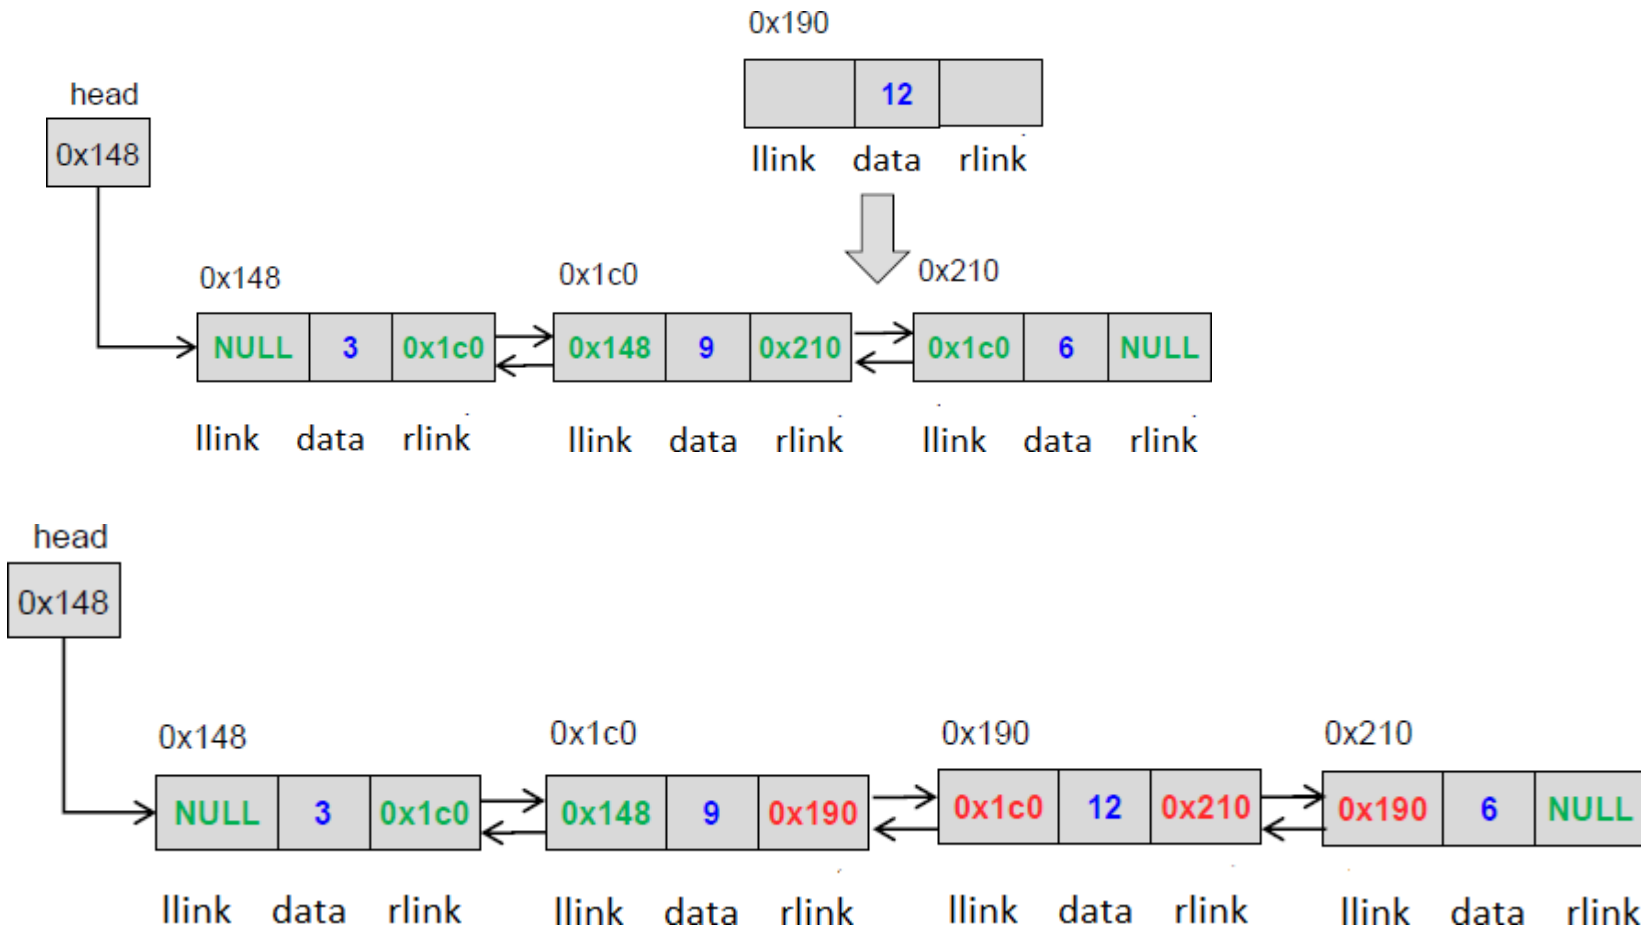 0x190
12
llink data rlink
head
0x148
0x148 0x1c0 0x210
NULL 3 0x1c0 0x148 9 0x210 0x1c0 6 NULL
llink data rlink llink data rlink llink data rlink
head
0x148
0x148 0x1c0 0x190 0x210
NULL 3 0x1c0 0x148 9 0x190 0x1c0 12 0x210 0x190 6 NULL
llink data rlink llink data rlink llink data rlink llink data rlink